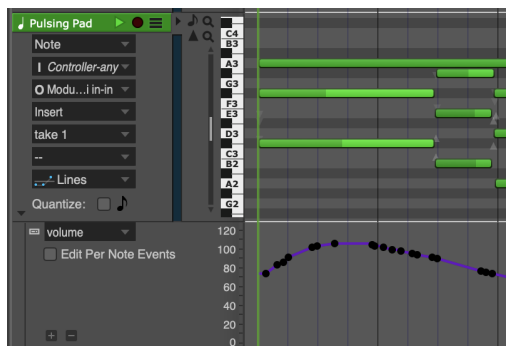 Pulsing Pad
Note
I Controller-any
O Modu...i in-in
Insert
take 1
--
Lines
Quantize:
volume
Edit Per Note Events
C4
B3
A3
G3
F3
E3
D3
C3
B2
A2
G2
120
100
80
60
40
20
0